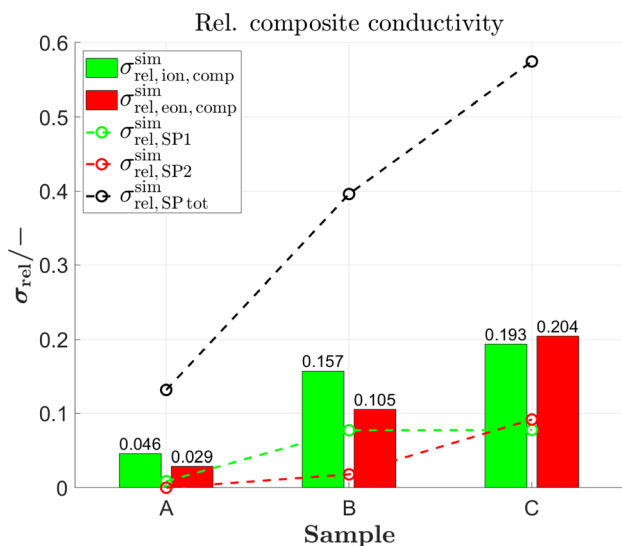 Rel. composite conductivity
σ^sim_rel,ion,comp
σ^sim_rel,eon,comp
σ^sim_rel,SP1
σ^sim_rel,SP2
σ^sim_rel,SP tot
0.6
0.5
0.4
0.3
0.2
0.1
0
σ_rel/−
0.046
0.029
0.157
0.105
0.193
0.204
A
B
C
Sample